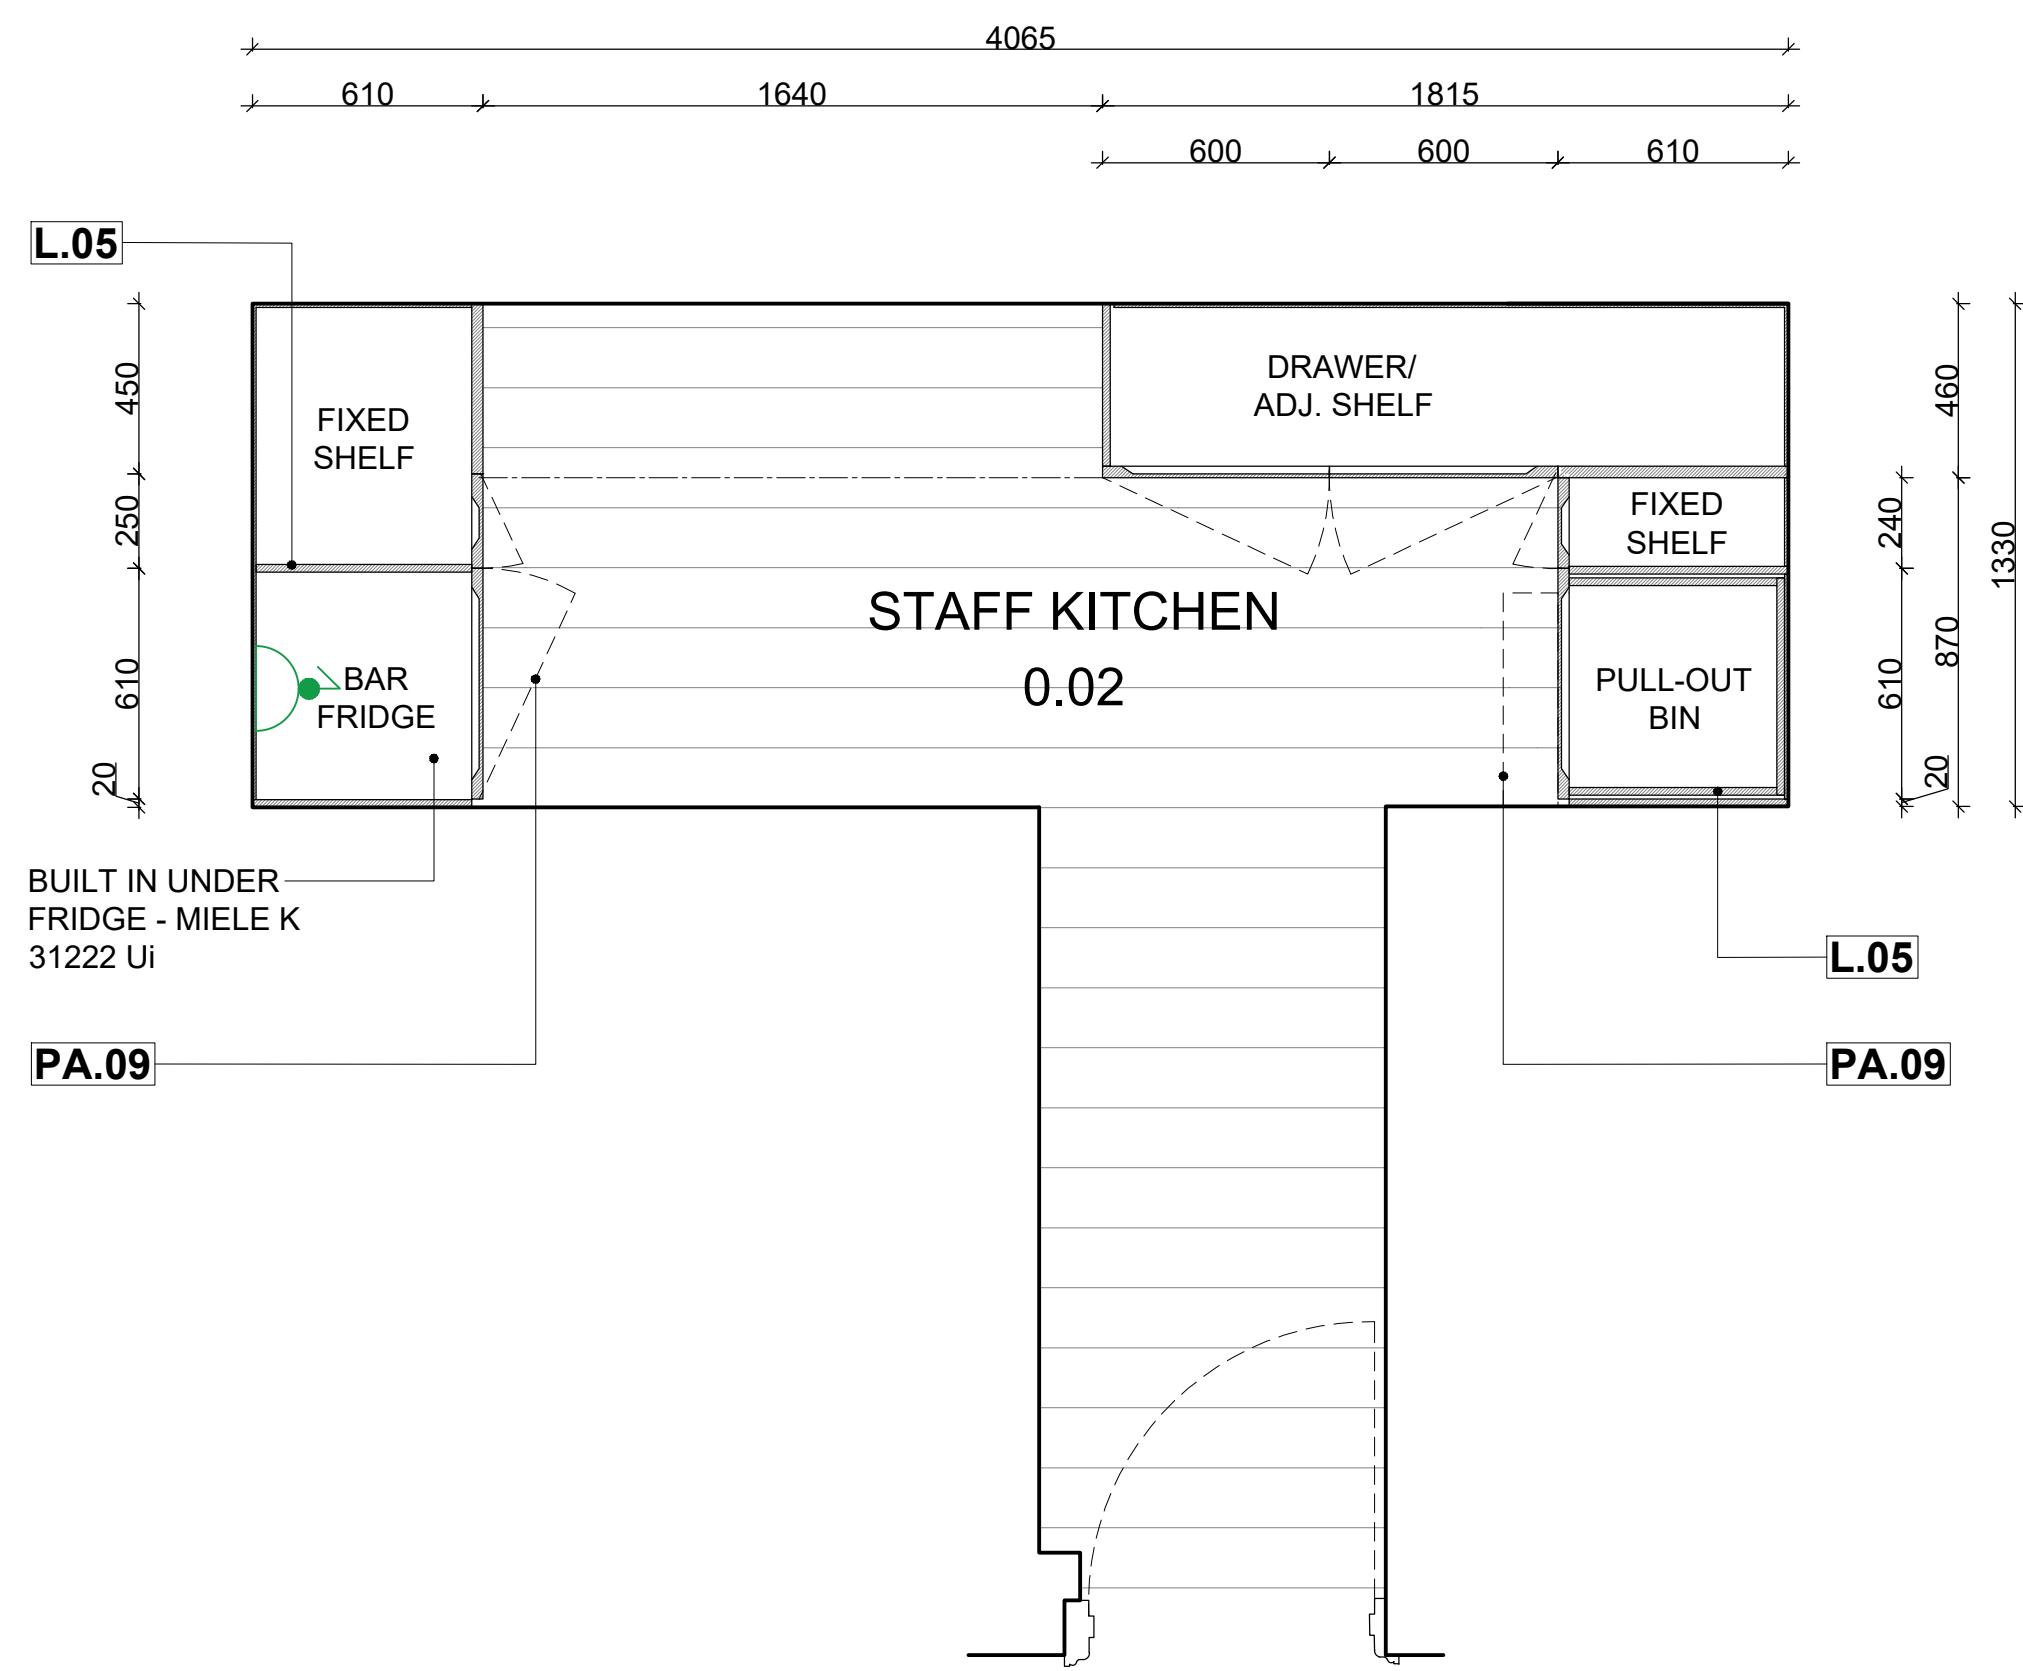 4065
610 1640 1815
600 600 610
L.05
450
250
610
20
FIXED
SHELF
BAR
FRIDGE
DRAWER/
ADJ. SHELF
FIXED
SHELF
STAFF KITCHEN
0.02
PULL-OUT
BIN
460
240
870
610
20
1330
BUILT IN UNDER
FRIDGE - MIELE K
31222 Ui
PA.09
L.05
PA.09